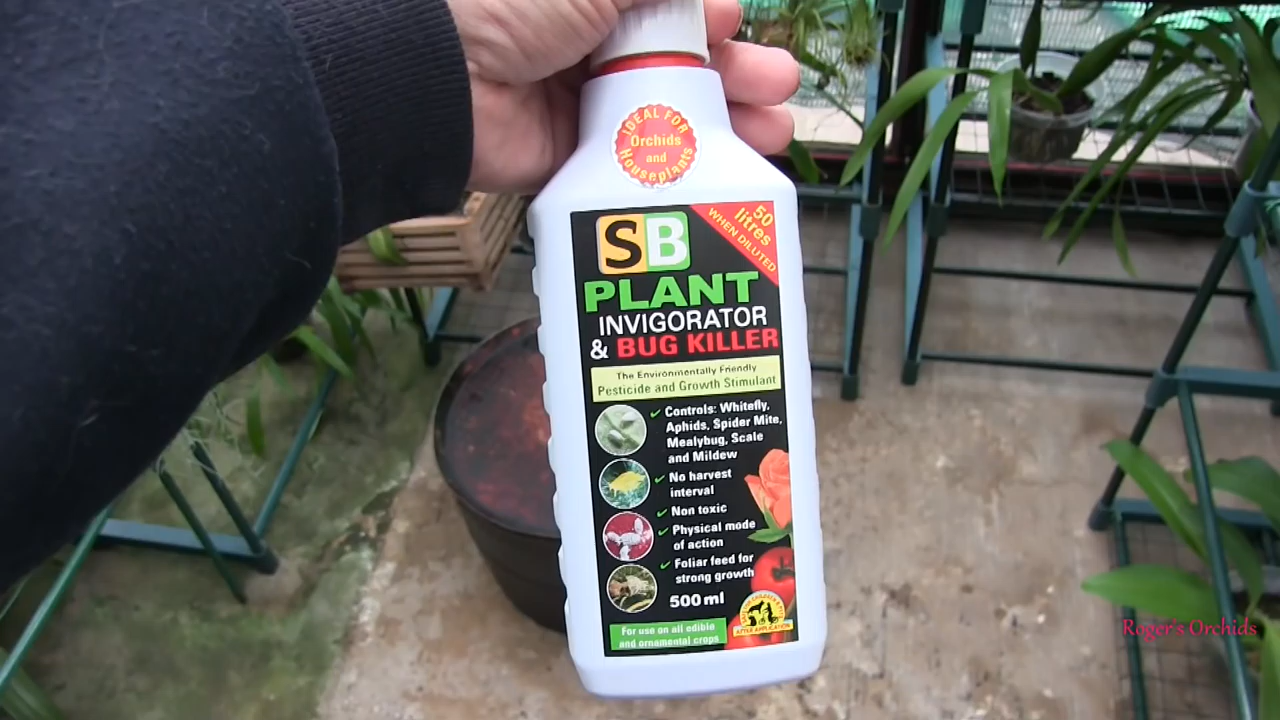 IDEAL FOR
Orchids
and
Houseplants
50
litres
WHEN DILUTED
SB
PLANT
INVIGORATOR
& BUG KILLER
The Environmentally Friendly
Pesticide and Growth Stimulant
Controls: Whitefly,
Aphids, Spider Mite,
Mealybug, Scale
and Mildew
No harvest
interval
Non toxic
Physical mode
of action
Foliar feed for
strong growth
500ml
For use on all edible
and ornamental crops
AFTER APPLICATION
Roger's Orchids